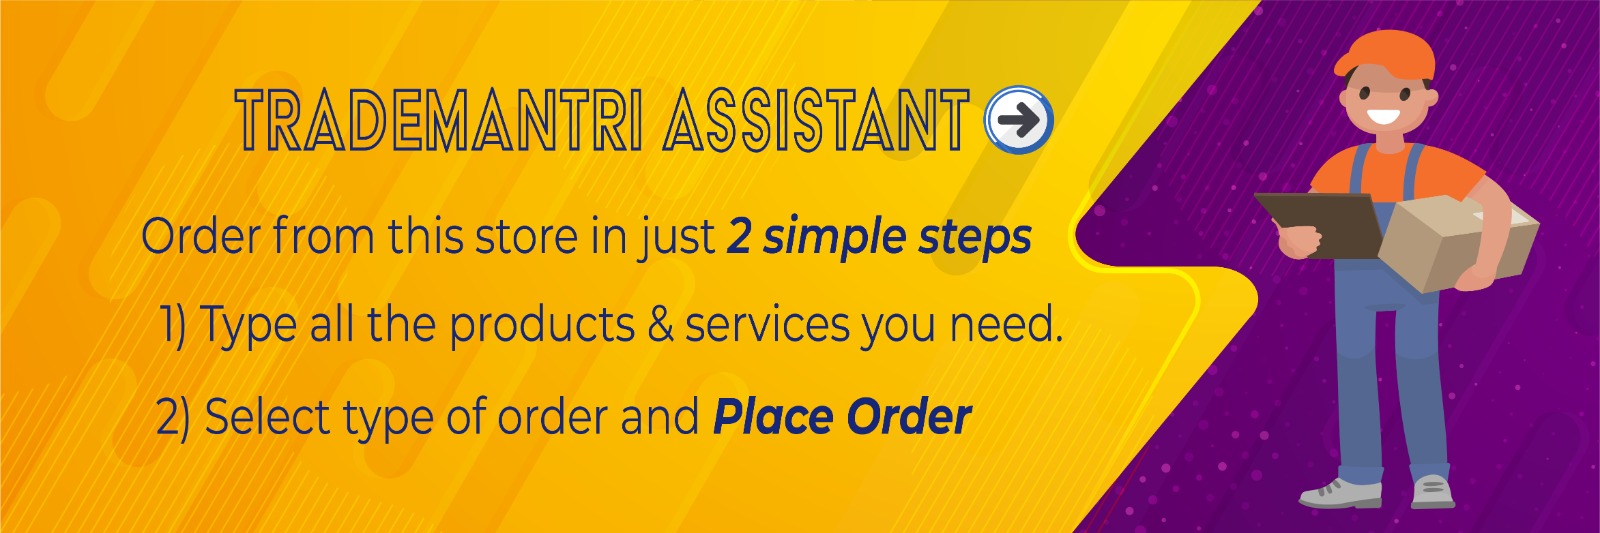 TRADEMANTRI ASSISTANT
Order from this store in just 2 simple steps
1) Type all the products & services you need.
2) Select type of order and Place Order